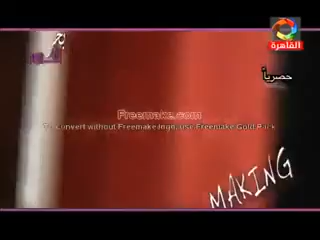 القاهرة
حصرياً
Freemake.com
To convert without Freemake logo,use Freemake Gold Pack
MAKING